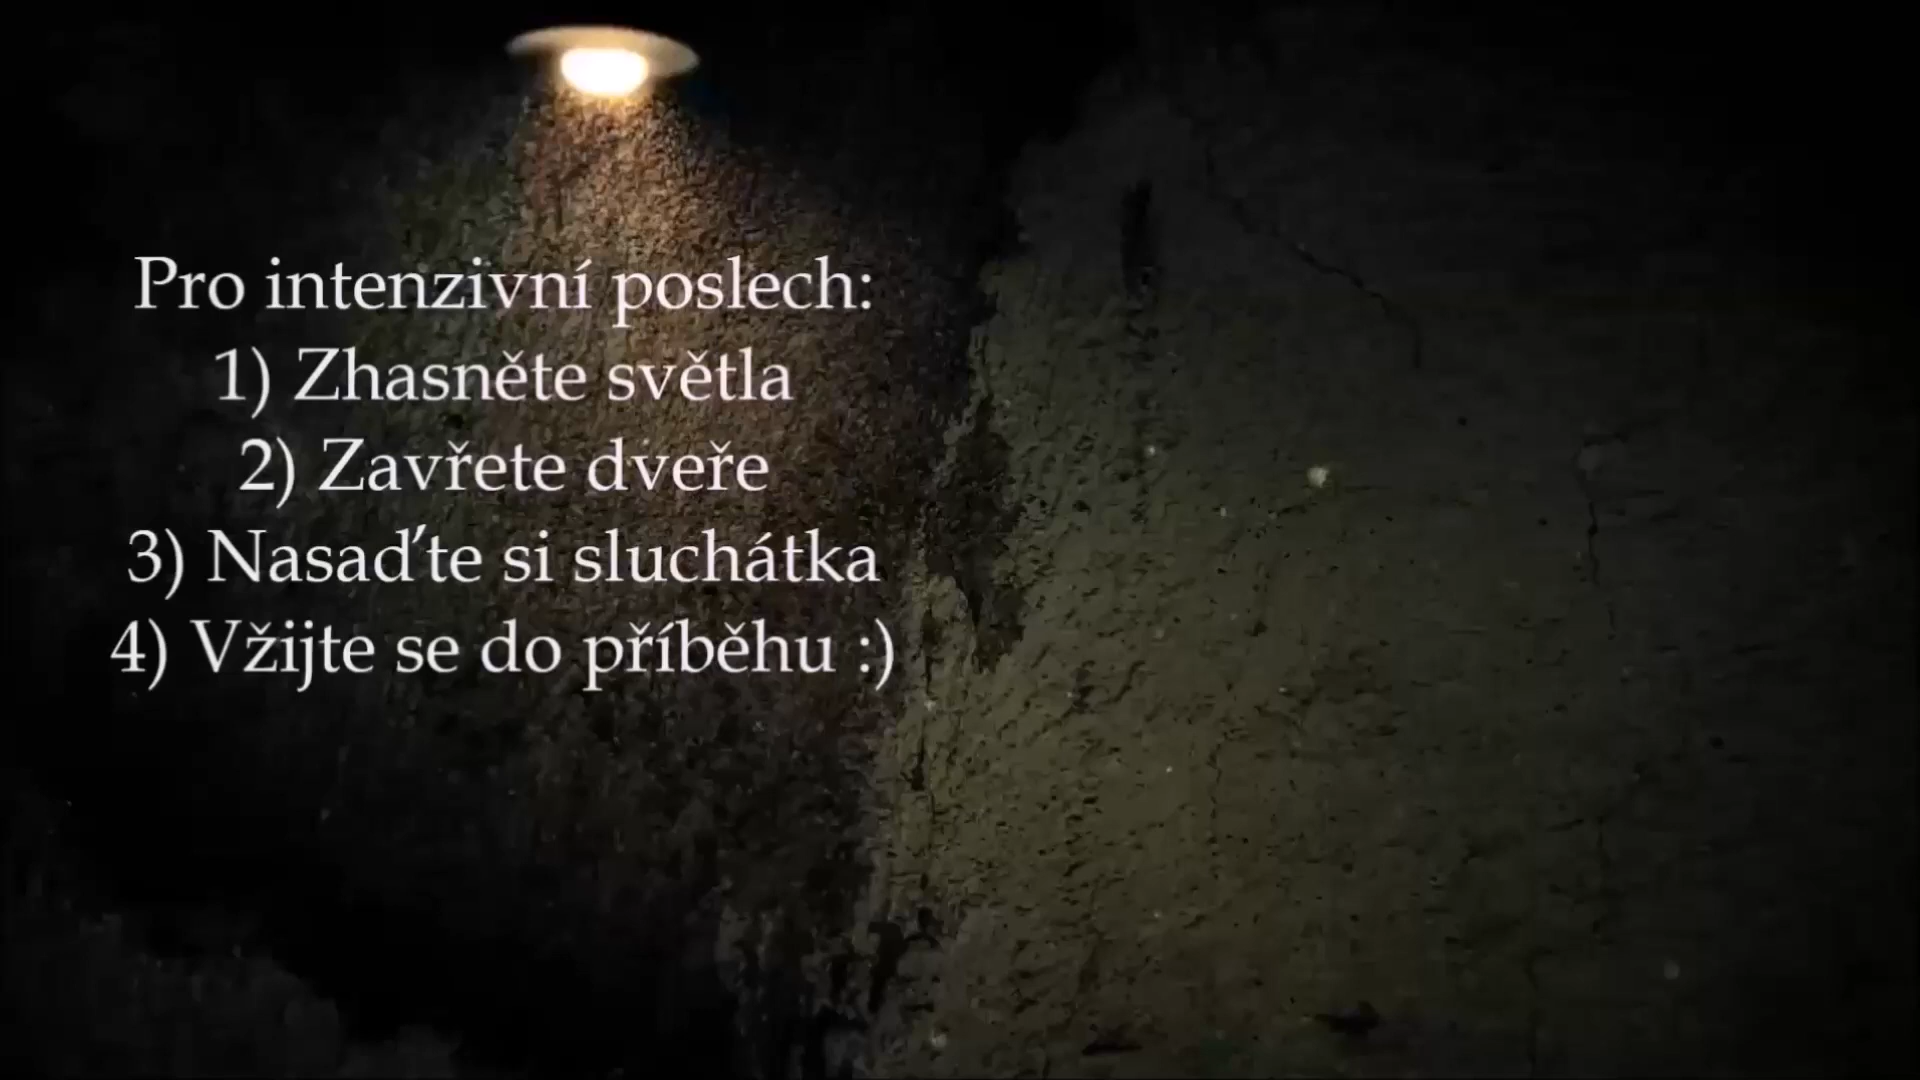 Pro intenzivní poslech:
1) Zhasněte světla
2) Zavřete dveře
3) Nasaďte si sluchátka
4) Vžijte se do příběhu :)